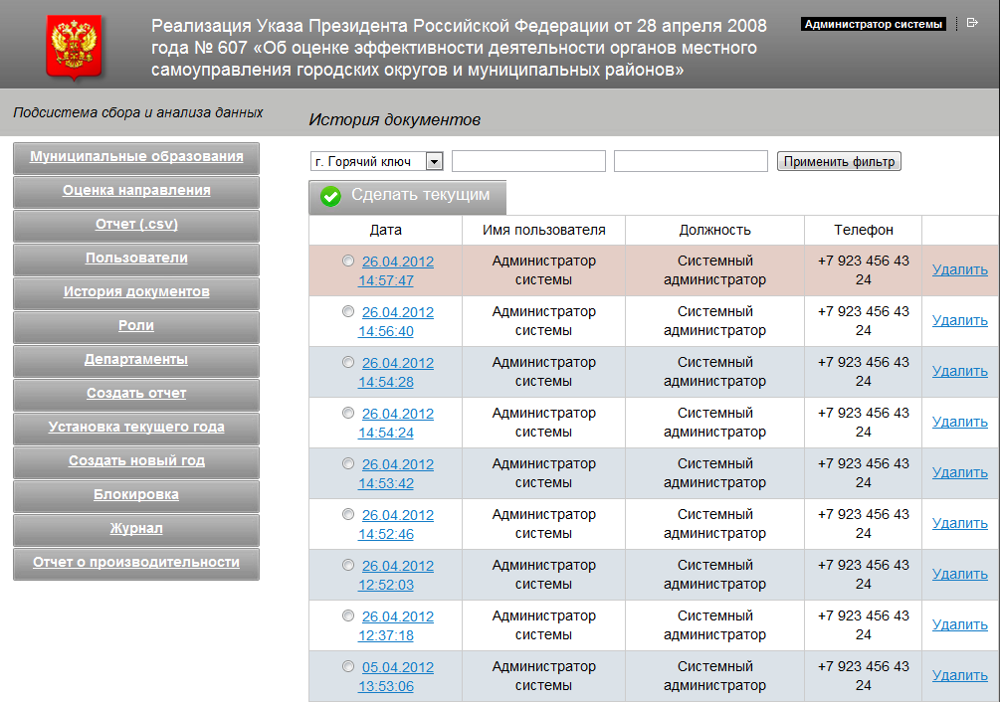 Реализация Указа Президента Российской Федерации от 28 апреля 2008
года № 607 «Об оценке эффективности деятельности органов местного
самоуправления городских округов и муниципальных районов»
Администратор системы
Подсистема сбора и анализа данных
История документов
Муниципальные образования
Оценка направления
Отчет (.csv)
Пользователи
История документов
Роли
Департаменты
Создать отчет
Установка текущего года
Создать новый год
Блокировка
Журнал
Отчет о производительности
г. Горячий ключ
Применить фильтр
Сделать текущим
Дата Имя пользователя Должность Телефон
26.04.2012 Администратор Системный +7 923 456 43
14:57:47 системы администратор 24 Удалить
26.04.2012 Администратор Системный +7 923 456 43
14:56:40 системы администратор 24 Удалить
26.04.2012 Администратор Системный +7 923 456 43
14:54:28 системы администратор 24 Удалить
26.04.2012 Администратор Системный +7 923 456 43
14:54:24 системы администратор 24 Удалить
26.04.2012 Администратор Системный +7 923 456 43
14:53:42 системы администратор 24 Удалить
26.04.2012 Администратор Системный +7 923 456 43
14:52:46 системы администратор 24 Удалить
26.04.2012 Администратор Системный +7 923 456 43
12:52:03 системы администратор 24 Удалить
26.04.2012 Администратор Системный +7 923 456 43
12:37:18 системы администратор 24 Удалить
05.04.2012 Администратор Системный +7 923 456 43
13:53:06 системы администратор 24 Удалить